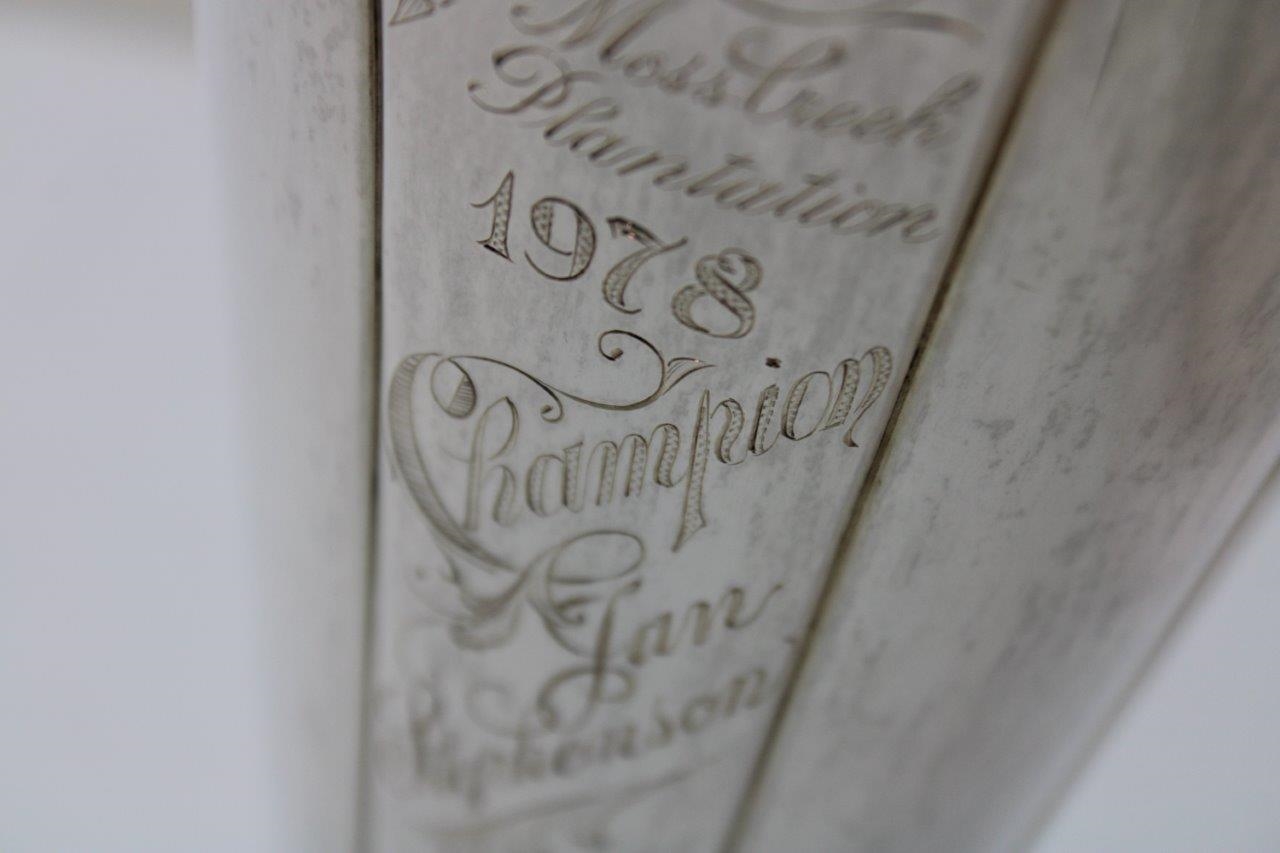 Moss Creek
Plantation
1978
Champion
Jan
Stephenson